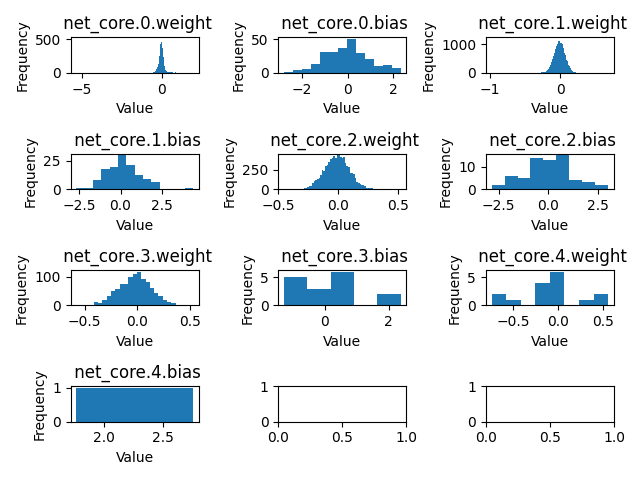 net_core.0.weight
Frequency
500
0
−5
0
Value
net_core.0.bias
Frequency
50
0
−2
0
2
Value
net_core.1.weight
Frequency
1000
0
−1
0
Value
net_core.1.bias
Frequency
25
0
−2.5
0.0
2.5
Value
net_core.2.weight
Frequency
250
0
−0.5
0.0
0.5
Value
net_core.2.bias
Frequency
10
0
−2.5
0.0
2.5
Value
net_core.3.weight
Frequency
100
0
−0.5
0.0
0.5
Value
net_core.3.bias
Frequency
5
0
0
2
Value
net_core.4.weight
Frequency
5
0
−0.5
0.0
0.5
Value
net_core.4.bias
Frequency
1
0
2.0
2.5
Value
1
0
0.0
0.5
1.0
1
0
0.0
0.5
1.0